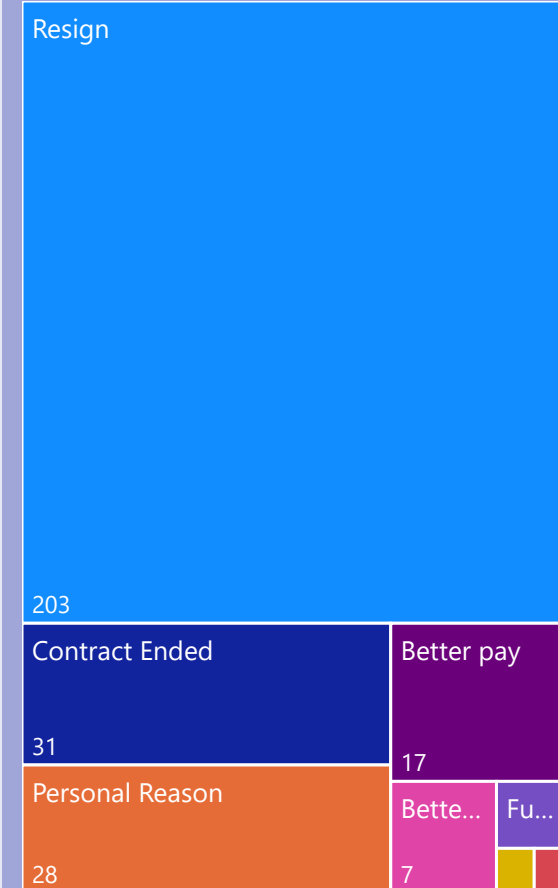 Resign
203
Contract Ended
31
Better pay
17
Personal Reason
28
Bette...
7
Fu...